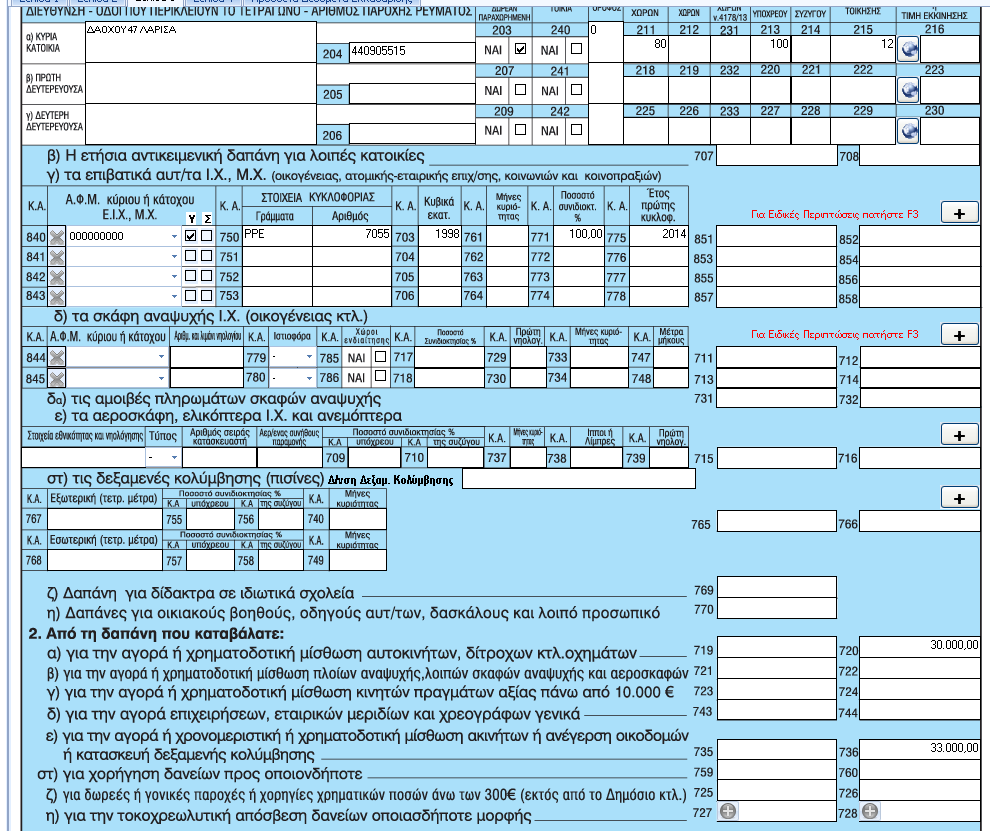 ΔΙΕΥΘΥΝΣΗ - ΟΔΟΙ ΠΟΥ ΠΕΡΙΚΛΕΙΟΥΝ ΤΟ ΤΕΤΡΑΓΩΝΟ - ΑΡΙΘΜΟΣ ΠΑΡΟΧΗΣ ΡΕΥΜΑΤΟΣ ΔΩΡΕΑΝ ΠΑΡΑΧΩΡΗΜΕΝΗ ΤΟΙΚΙΑ ΟΡΟΦΟΣ ΧΩΡΩΝ ΧΩΡΩΝ ΧΩΡΩΝ ν.4178/13 ΥΠΟΧΡΕΟΥ ΣΥΖΥΓΟΥ ΤΟΙΚΗΣΗΣ ή ΤΙΜΗ ΕΚΚΙΝΗΣΗΣ
α) ΚΥΡΙΑ ΚΑΤΟΙΚΙΑ ΔΑΟΧΟΥ47 ΛΑΡΙΣΑ 204 440905515 203 ΝΑΙ 240 ΝΑΙ 0 211 80 212 231 213 100 214 215 12 216
β) ΠΡΩΤΗ ΔΕΥΤΕΡΕΥΟΥΣΑ 205 207 ΝΑΙ 241 ΝΑΙ 218 219 232 220 221 222 223
γ) ΔΕΥΤΕΡΗ ΔΕΥΤΕΡΕΥΟΥΣΑ 206 209 ΝΑΙ 242 ΝΑΙ 225 226 233 227 228 229 230
β) Η ετήσια αντικειμενική δαπάνη για λοιπές κατοικίες 707 708
γ) τα επιβατικά αυτ/τα Ι.Χ., Μ.Χ. (οικογένειας, ατομικής-εταιρικής επιχ/σης, κοινωνιών και κοινοπραξιών)
Κ.Α. Α.Φ.Μ. κύριου ή κάτοχου Ε.Ι.Χ., Μ.Χ. Υ Σ Κ.Α. ΣΤΟΙΧΕΙΑ ΚΥΚΛΟΦΟΡΙΑΣ Γράμματα Αριθμός Κ.Α. Κυβικά εκατ. Κ.Α. Μήνες κυριότητας Κ.Α. Ποσοστό συνιδιοκτ. % Κ.Α. Έτος πρώτης κυκλοφ. Για Ειδικές Περιπτώσεις πατήστε F3 +
840 000000000 750 PPE 7055 703 1998 761 771 100,00 775 2014 851 852
841 751 704 762 772 776 853 854
842 752 705 763 773 777 855 856
843 753 706 764 774 778 857 858
δ) τα σκάφη αναψυχής Ι.Χ. (οικογένειας κτλ.)
Κ.Α. Α.Φ.Μ. κύριου ή κάτοχου Αριθμ. και λιμάνι νηολογίου Κ.Α. Ιστιοφόρα Κ.Α. Χώροι ενδιαίτησης Κ.Α. Ποσοστό Συνιδιοκτησίας % Κ.Α. Πρώτη νηολογ. Κ.Α. Μήνες κυριότητας Κ.Α. Μέτρα μήκους Για Ειδικές Περιπτώσεις πατήστε F3 +
844 779 - 785 ΝΑΙ 717 729 733 747 711 712
845 780 - 786 ΝΑΙ 718 730 734 748 713 714
δα) τις αμοιβές πληρωμάτων σκαφών αναψυχής 731 732
ε) τα αεροσκάφη, ελικόπτερα Ι.Χ. και ανεμόπτερα
Στοιχεία εθνικότητας και νηολόγησης Τύπος Αριθμός σειράς κατασκευαστή Αερ/ένας συνήθους παραμονής Ποσοστό συνιδιοκτησίας % Κ.Α υπόχρεου Κ.Α της συζύγου Κ.Α. Μήνες κυριότητας Κ.Α. Ίπποι ή Λίμπρες Κ.Α. Πρώτη νηολογ. +
- 709 710 737 738 739 715 716
στ) τις δεξαμενές κολύμβησης (πισίνες) Δ/νση Δεξαμ. Κολύμβησης
Κ.Α. Εξωτερική (τετρ. μέτρα) Ποσοστό συνιδιοκτησίας % Κ.Α υπόχρεου Κ.Α της συζύγου Κ.Α. Μήνες κυριότητας +
767 755 756 740 765 766
Κ.Α. Εσωτερική (τετρ. μέτρα) Ποσοστό συνιδιοκτησίας % Κ.Α υπόχρεου Κ.Α της συζύγου Κ.Α. Μήνες κυριότητας
768 757 758 749
ζ) Δαπάνη για δίδακτρα σε ιδιωτικά σχολεία 769
η) Δαπάνες για οικιακούς βοηθούς, οδηγούς αυτ/των, δασκάλους και λοιπό προσωπικό 770
2. Από τη δαπάνη που καταβάλατε:
α) για την αγορά ή χρηματοδοτική μίσθωση αυτοκινήτων, δίτροχων κτλ.οχημάτων 719 720 30.000,00
β) για την αγορά ή χρηματοδοτική μίσθωση πλοίων αναψυχής,λοιπών σκαφών αναψυχής και αεροσκαφών 721 722
γ) για την αγορά ή χρηματοδοτική μίσθωση κινητών πραγμάτων αξίας πάνω από 10.000 € 723 724
δ) για την αγορά επιχειρήσεων, εταιρικών μεριδίων και χρεογράφων γενικά 743 744
ε) για την αγορά ή χρονομεριστική ή χρηματοδοτική μίσθωση ακινήτων ή ανέγερση οικοδομών
ή κατασκευή δεξαμενής κολύμβησης 735 736 33.000,00
στ) για χορήγηση δανείων προς οποιονδήποτε 759 760
ζ) για δωρεές ή γονικές παροχές ή χορηγίες χρηματικών ποσών άνω των 300€ (εκτός από το Δημόσιο κτλ.) 725 726
η) για την τοκοχρεωλυτική απόσβεση δανείων οποιασδήποτε μορφής 727 728